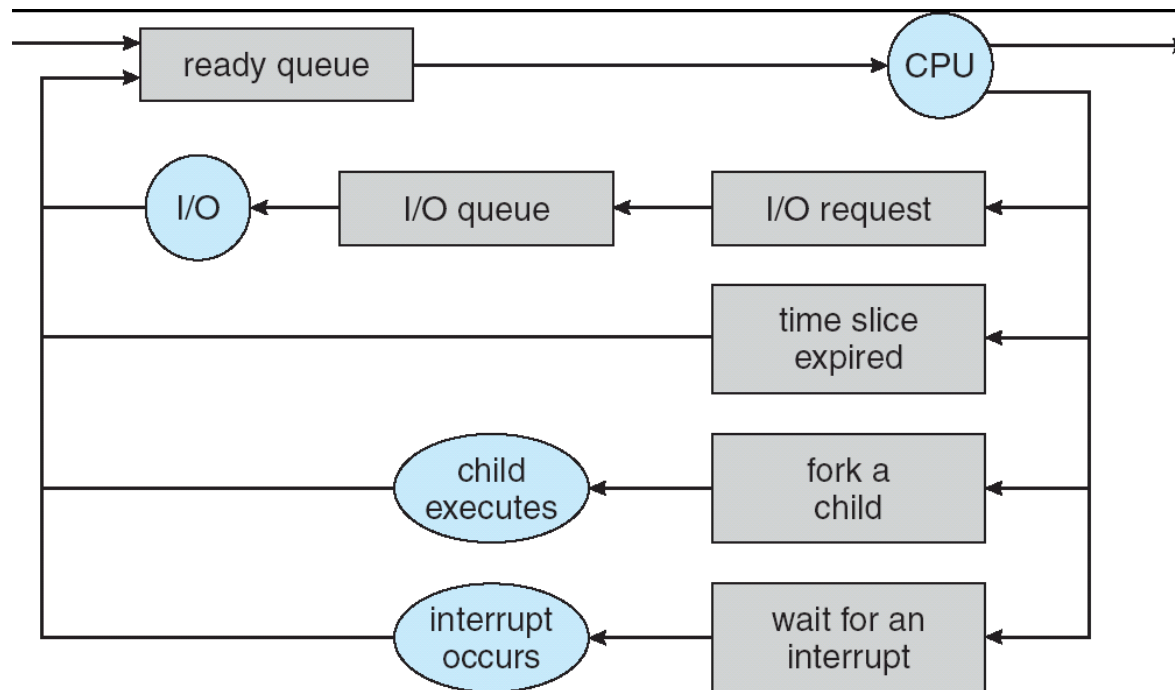 ready queue
CPU
I/O
I/O queue
I/O request
time slice
expired
child
executes
fork a
child
interrupt
occurs
wait for an
interrupt